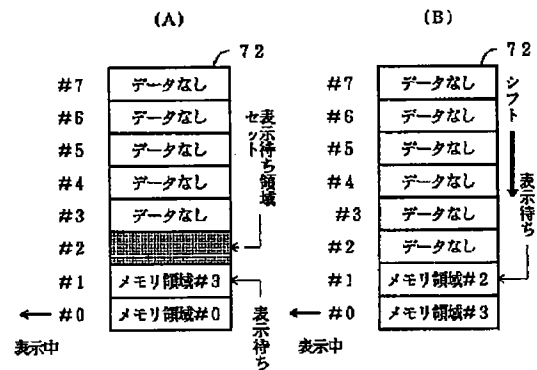 (A)
72
#7 データなし
#6 データなし
#5 データなし
#4 データなし
#3 データなし
#2
#1 メモリ領域#3
#0 メモリ領域#0
表示中
表示待ち領域
セット
表示待ち
(B)
72
#7 データなし
#6 データなし
#5 データなし
#4 データなし
#3 データなし
#2 データなし
#1 メモリ領域#2
#0 メモリ領域#3
表示中
シフト
表示待ち